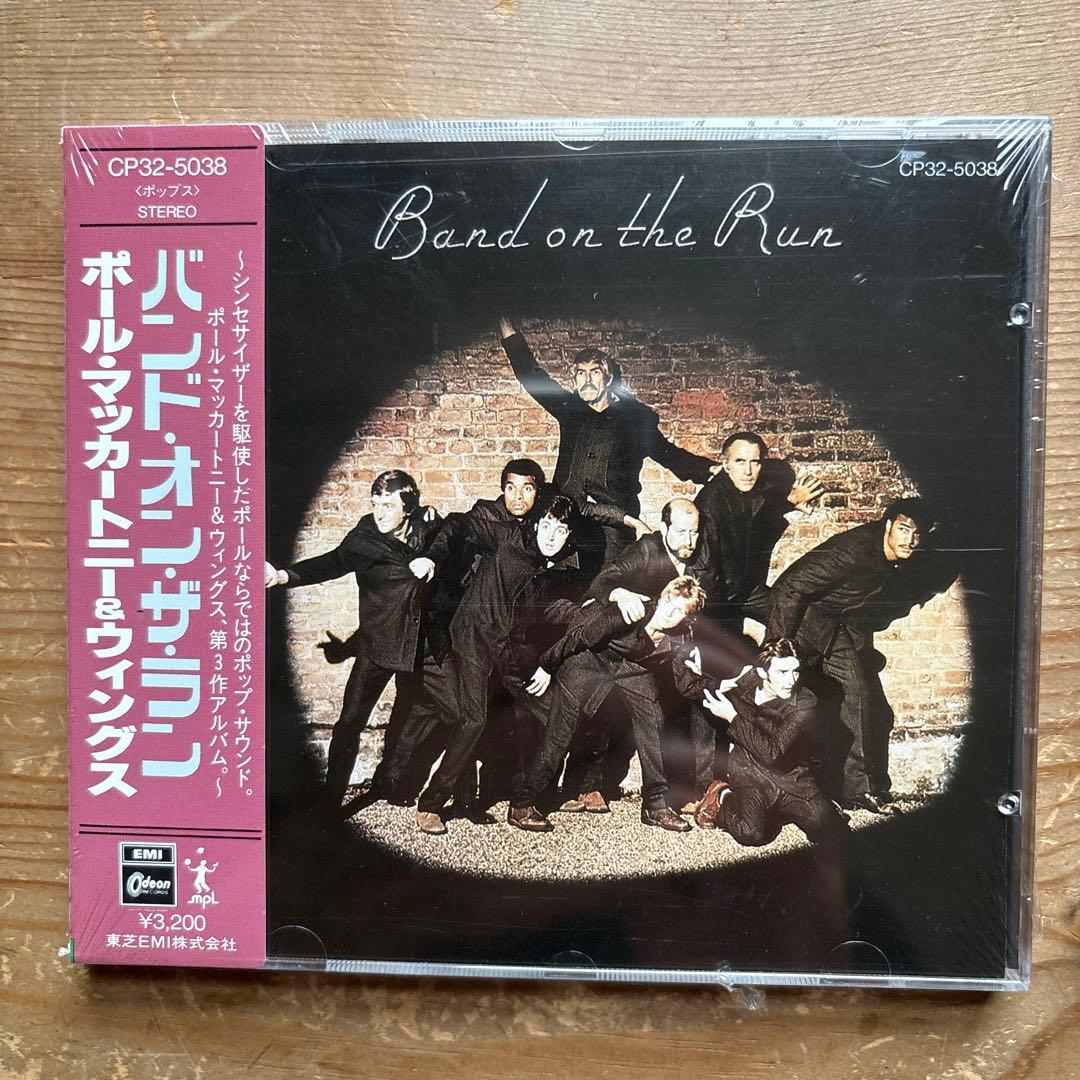 CP32-5038
〈ポップス〉
STEREO
バンド・オン・ザ・ラン
ポール・マッカートニー&ウィングス
〜シンセサイザーを駆使したポールならではのポップ・サウンド。
ポール・マッカートニー&ウィングス、第3作アルバム。〜
EMI
Odeon
MPL
¥3,200
東芝EMI株式会社
CP32-5038
Band on the Run